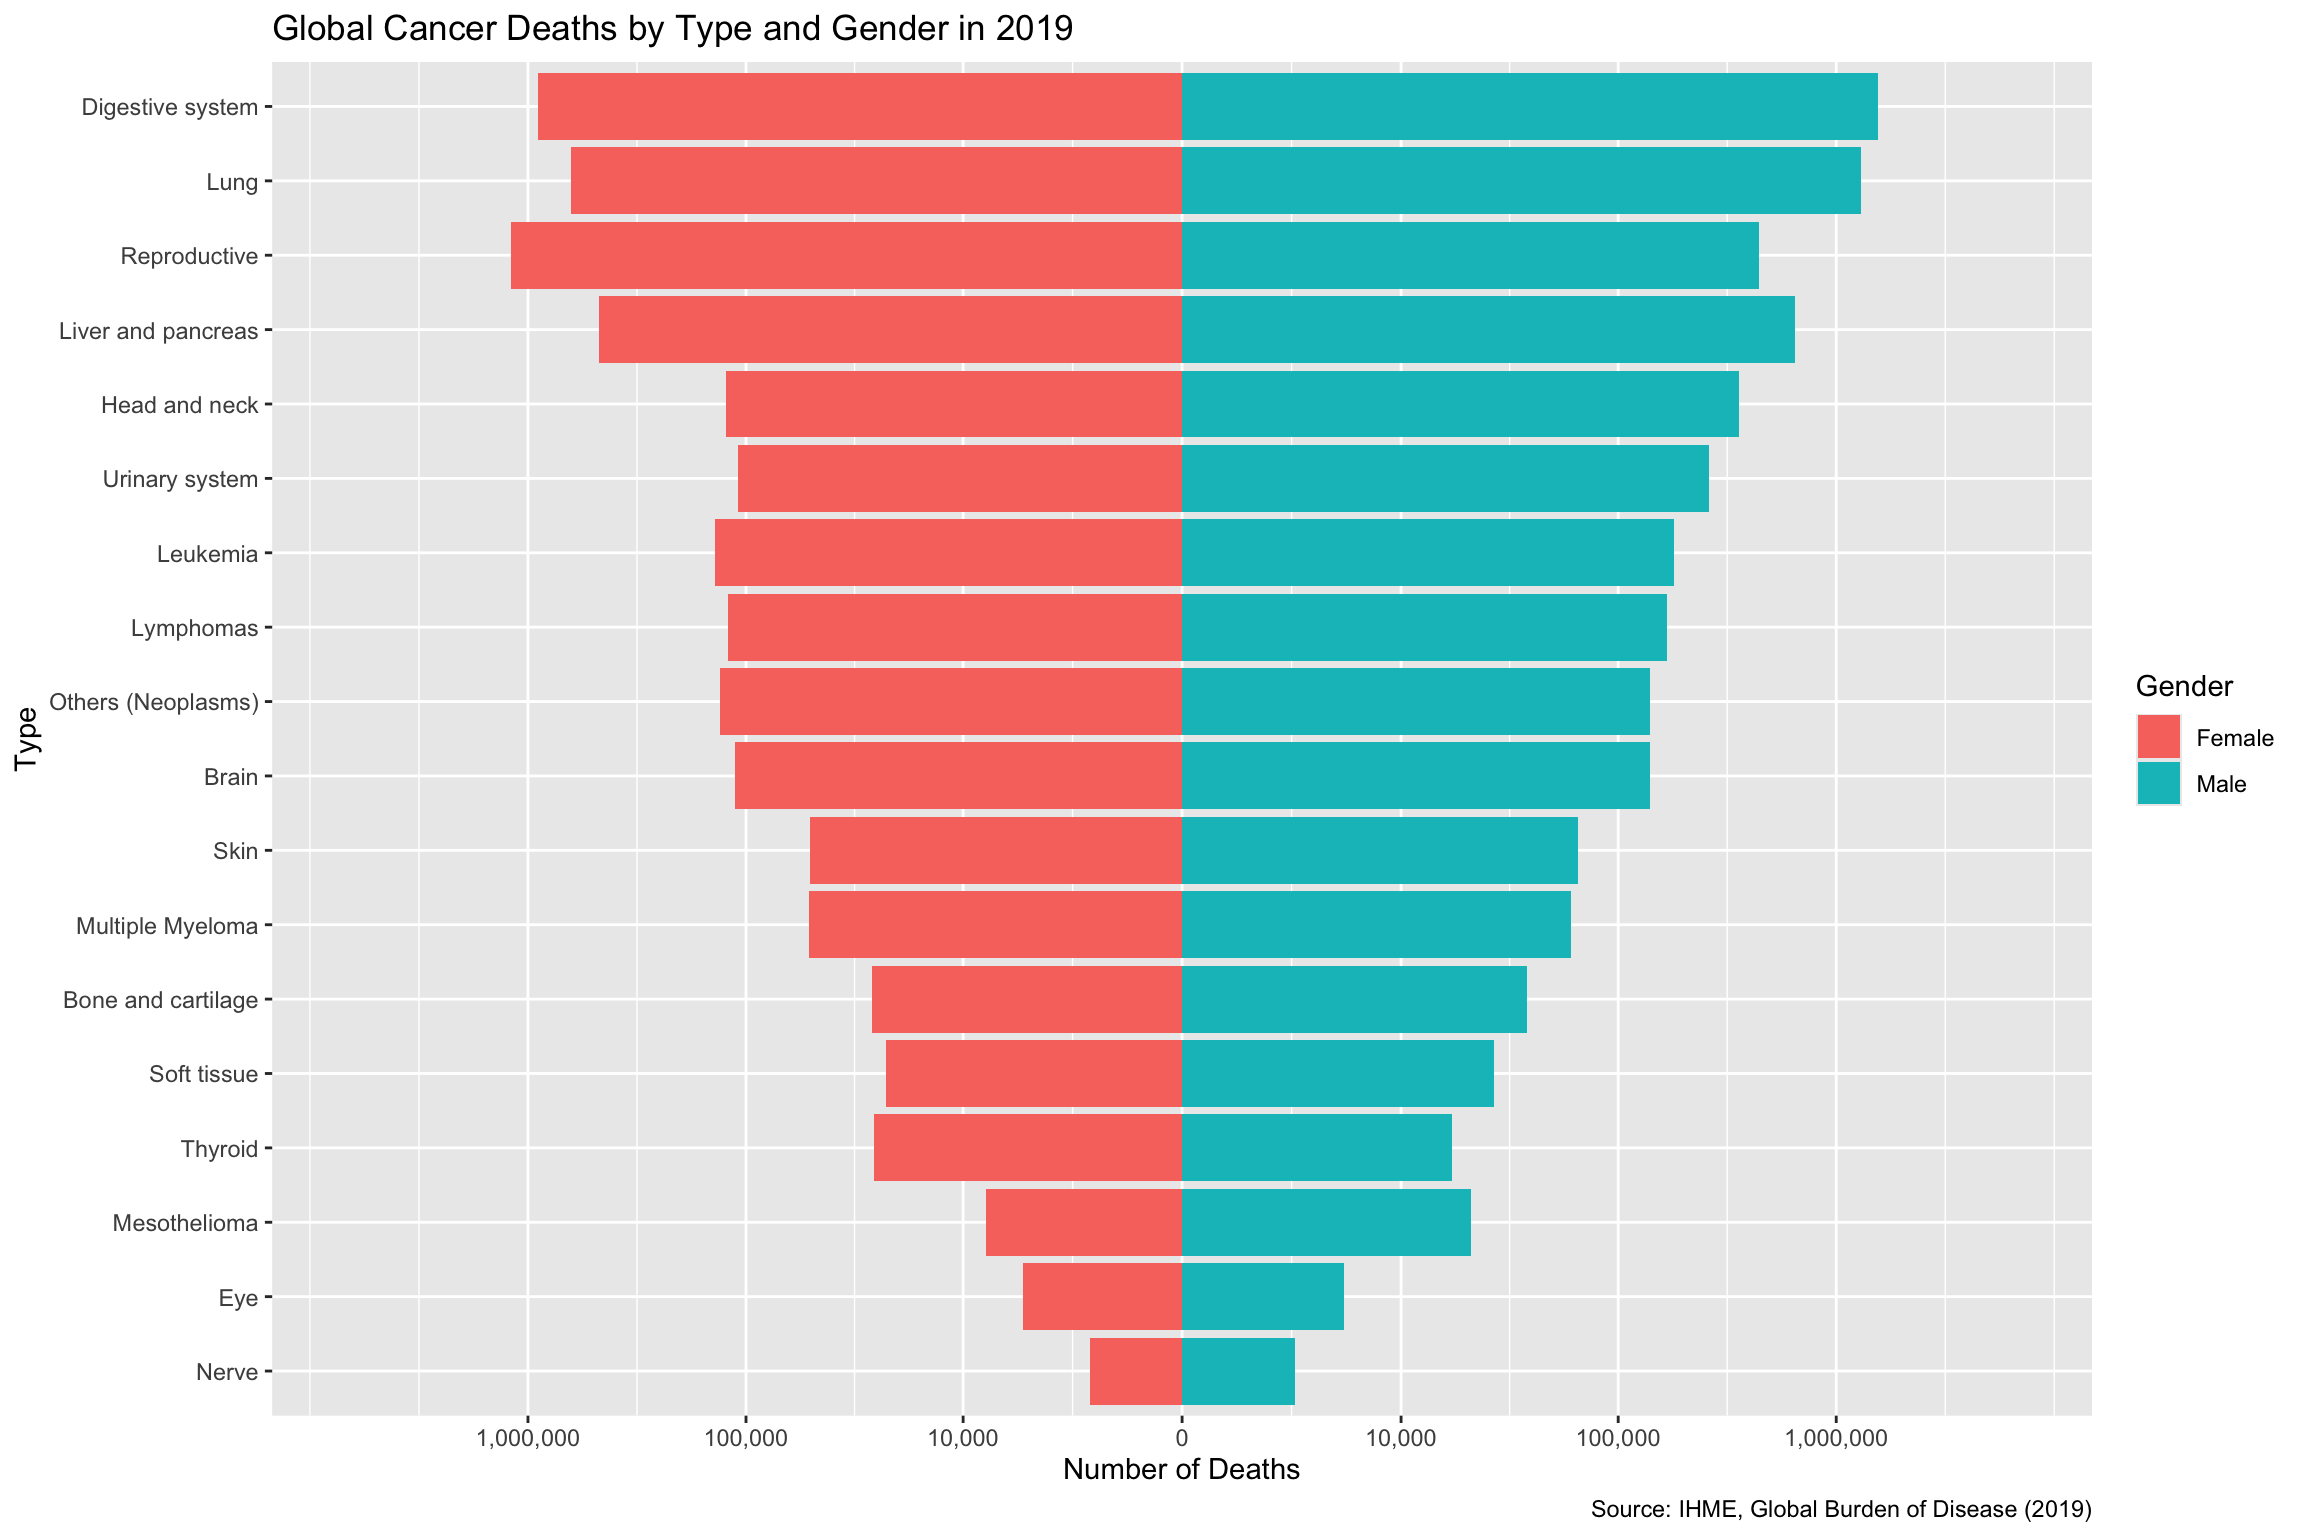 Global Cancer Deaths by Type and Gender in 2019
Type
Digestive system
Lung
Reproductive
Liver and pancreas
Head and neck
Urinary system
Leukemia
Lymphomas
Others (Neoplasms)
Brain
Skin
Multiple Myeloma
Bone and cartilage
Soft tissue
Thyroid
Mesothelioma
Eye
Nerve
1,000,000 100,000 10,000 0 10,000 100,000 1,000,000
Number of Deaths
Gender
Female
Male
Source: IHME, Global Burden of Disease (2019)